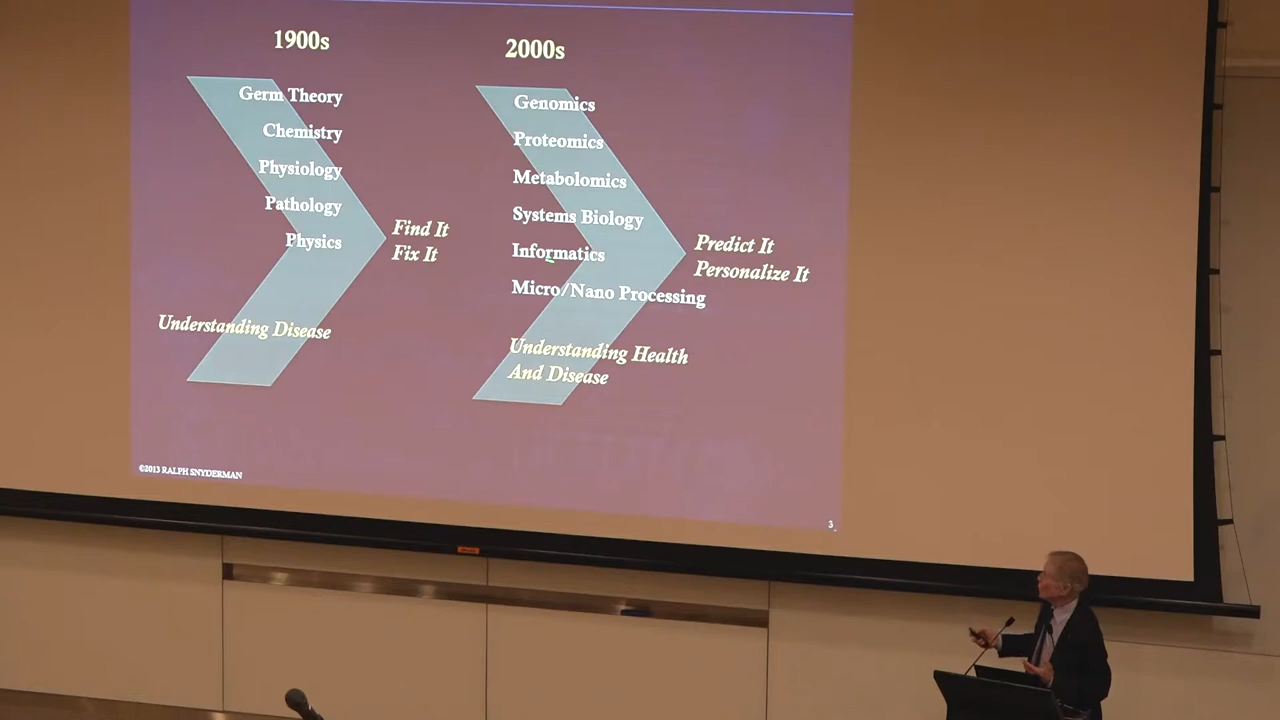 1900s
Germ Theory
Chemistry
Physiology
Pathology
Physics
Find It
Fix It
Understanding Disease
2000s
Genomics
Proteomics
Metabolomics
Systems Biology
Informatics
Micro/Nano Processing
Predict It
Personalize It
Understanding Health
And Disease
©2013 RALPH SNYDERMAN
3